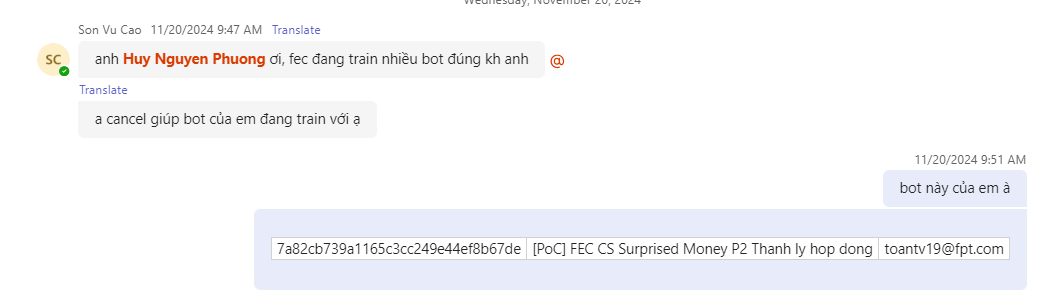 Wednesday, November 20, 2024
Son Vu Cao 11/20/2024 9:47 AM Translate
SC
anh Huy Nguyen Phuong ơi, fec đang train nhiều bot đúng kh anh
@
Translate
a cancel giúp bot của em đang train với ạ
11/20/2024 9:51 AM
bot này của em à
7a82cb739a1165c3cc249e44ef8b67de [PoC] FEC CS Surprised Money P2 Thanh ly hop dong toantv19@fpt.com